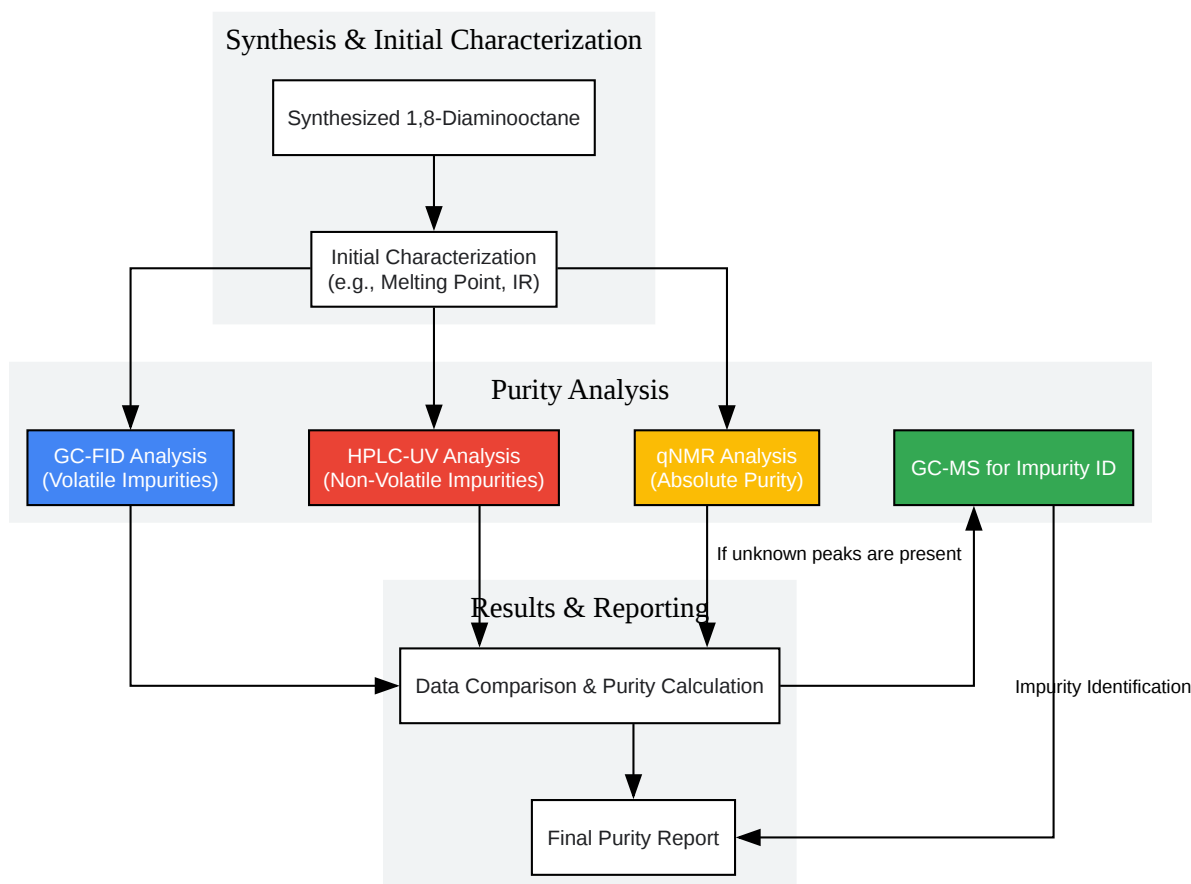 Synthesis & Initial Characterization
Synthesized 1,8-Diaminooctane
Initial Characterization
(e.g., Melting Point, IR)
Purity Analysis
GC-FID Analysis
(Volatile Impurities)
HPLC-UV Analysis
(Non-Volatile Impurities)
qNMR Analysis
(Absolute Purity)
GC-MS for Impurity ID
If unknown peaks are present
Results & Reporting
Data Comparison & Purity Calculation
Impurity Identification
Final Purity Report